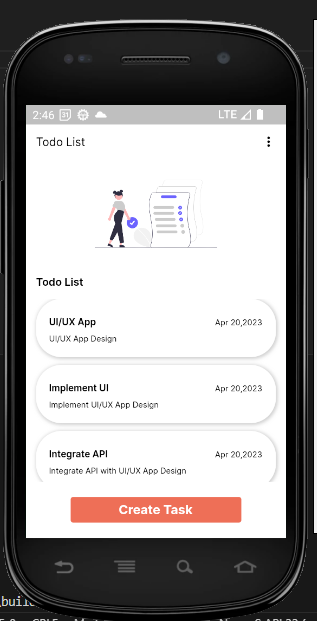 2:46
31
LTE
Todo List
Todo List
UI/UX App
Apr 20,2023
UI/UX App Design
Implement UI
Apr 20,2023
Implement UI/UX App Design
Integrate API
Apr 20,2023
Integrate API with UI/UX App Design
Create Task
\buil